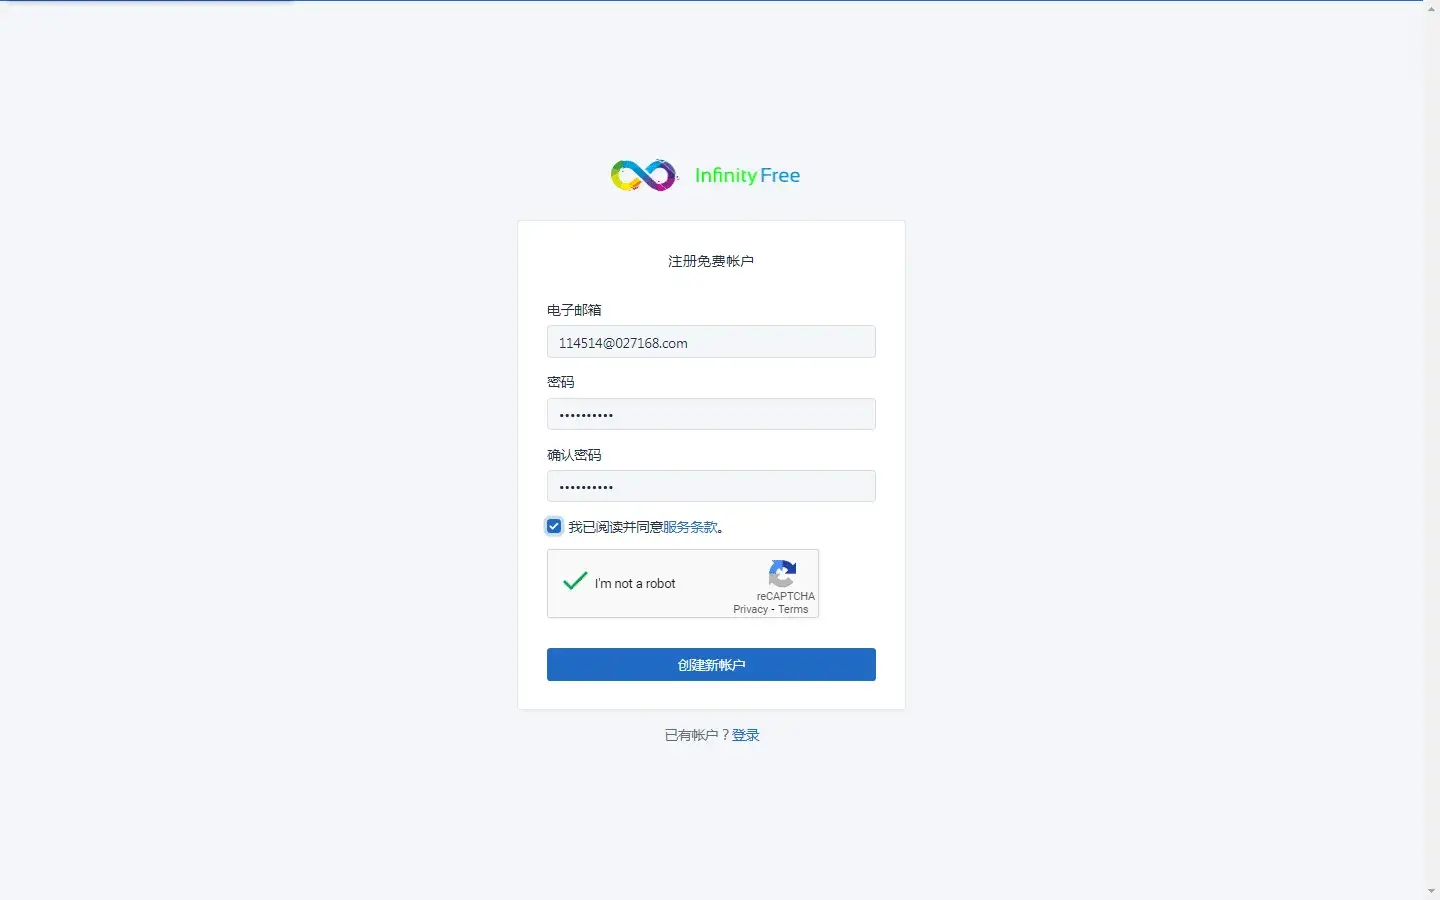 Infinity Free
注册免费帐户
电子邮箱
114514@027168.com
密码
••••••••••
确认密码
••••••••••
我已阅读并同意服务条款。
I'm not a robot
reCAPTCHA
Privacy - Terms
创建新帐户
已有帐户？登录